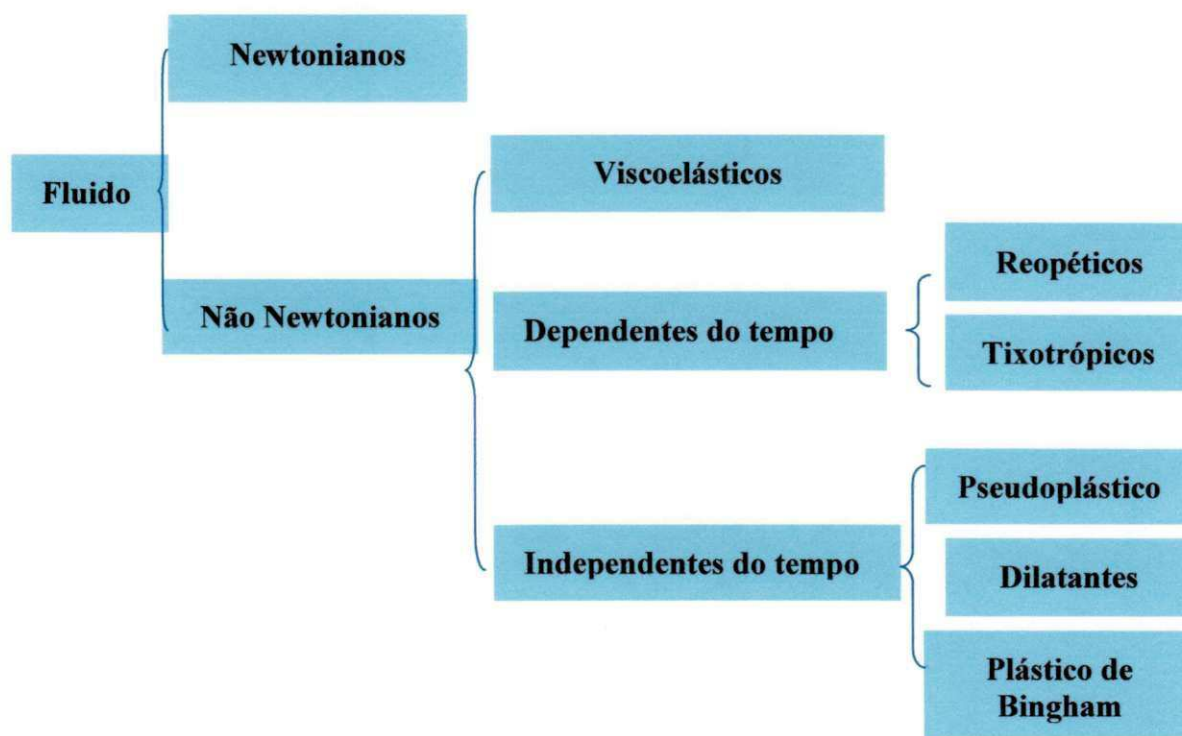 Newtonianos
Fluido
Não Newtonianos
Viscoelásticos
Dependentes do tempo
Reopéticos
Tixotrópicos
Independentes do tempo
Pseudoplástico
Dilatantes
Plástico de
Bingham